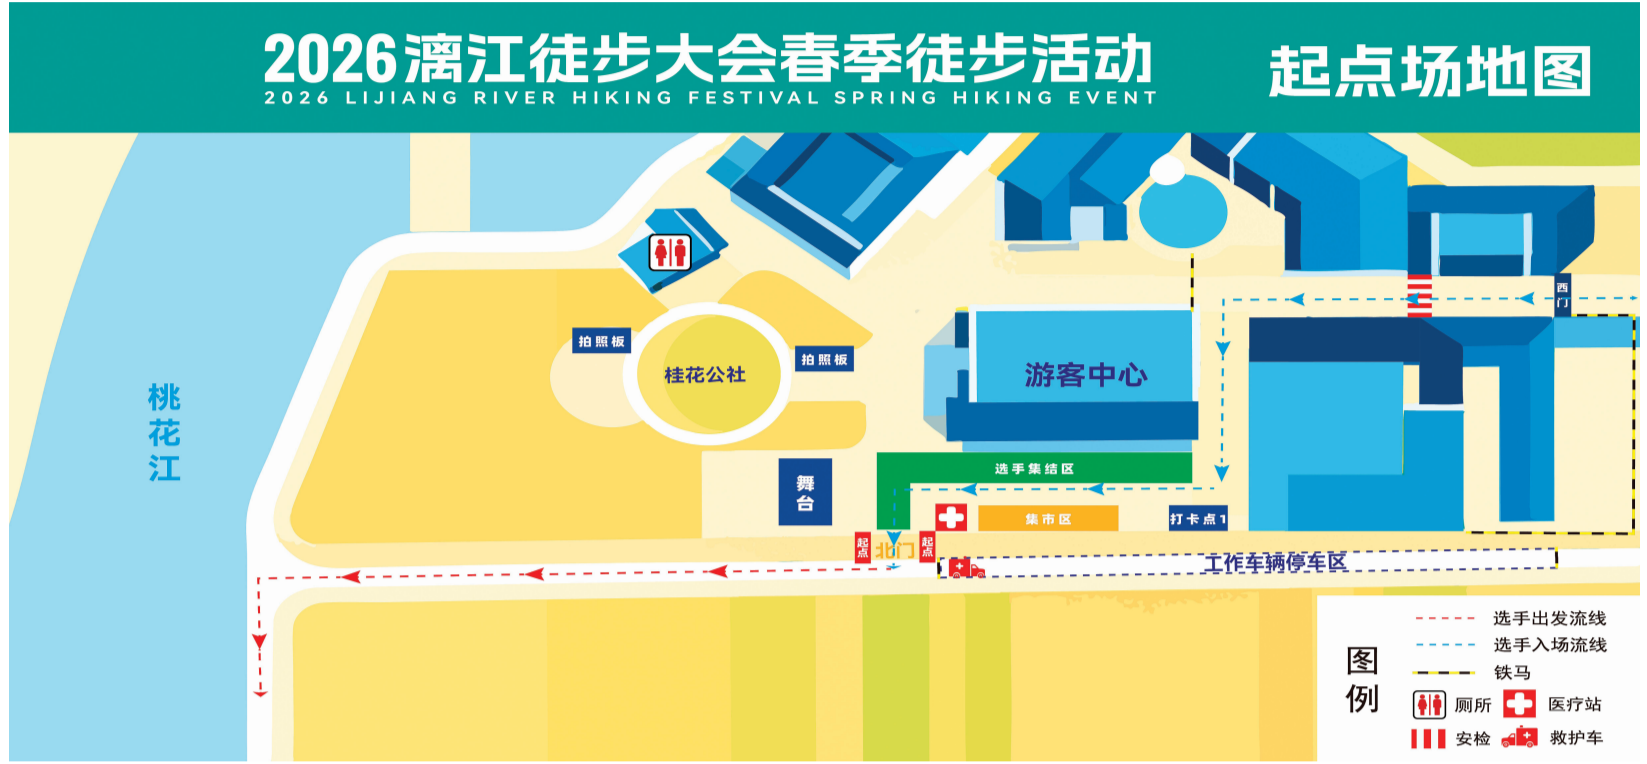 2026漓江徒步大会春季徒步活动
2026 LIJIANG RIVER HIKING FESTIVAL SPRING HIKING EVENT
起点场地图
西门
拍照板
拍照板
桂花公社
游客中心
桃花江
舞台
选手集结区
集市区
打卡点1
起点
北门
起点
工作车辆停车区
图例
选手出发流线
选手入场流线
铁马
厕所
医疗站
安检
救护车